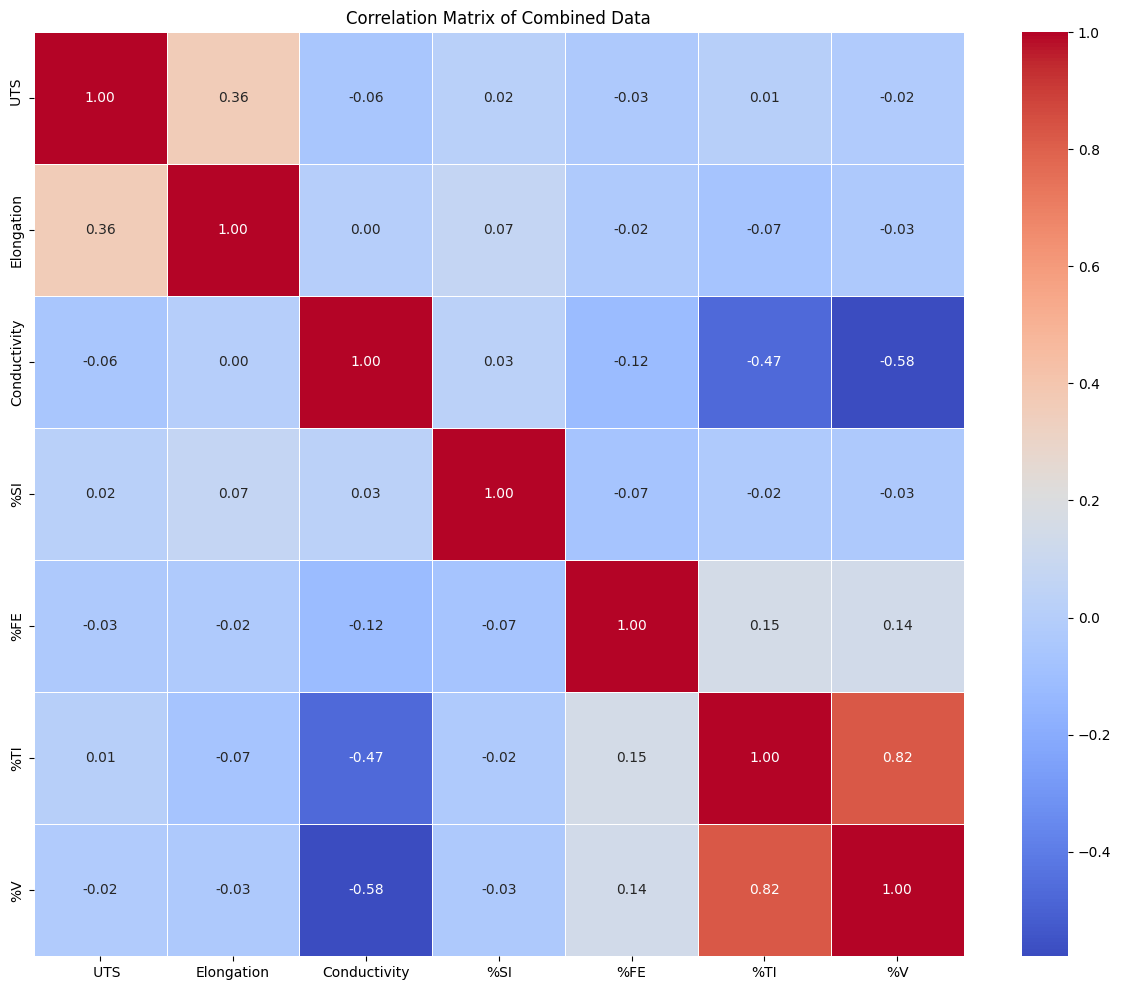 Correlation Matrix of Combined Data
UTS 1.00 0.36 -0.06 0.02 -0.03 0.01 -0.02
Elongation 0.36 1.00 0.00 0.07 -0.02 -0.07 -0.03
Conductivity -0.06 0.00 1.00 0.03 -0.12 -0.47 -0.58
%SI 0.02 0.07 0.03 1.00 -0.07 -0.02 -0.03
%FE -0.03 -0.02 -0.12 -0.07 1.00 0.15 0.14
%TI 0.01 -0.07 -0.47 -0.02 0.15 1.00 0.82
%V -0.02 -0.03 -0.58 -0.03 0.14 0.82 1.00
UTS Elongation Conductivity %SI %FE %TI %V
1.0
0.8
0.6
0.4
0.2
0.0
−0.2
−0.4